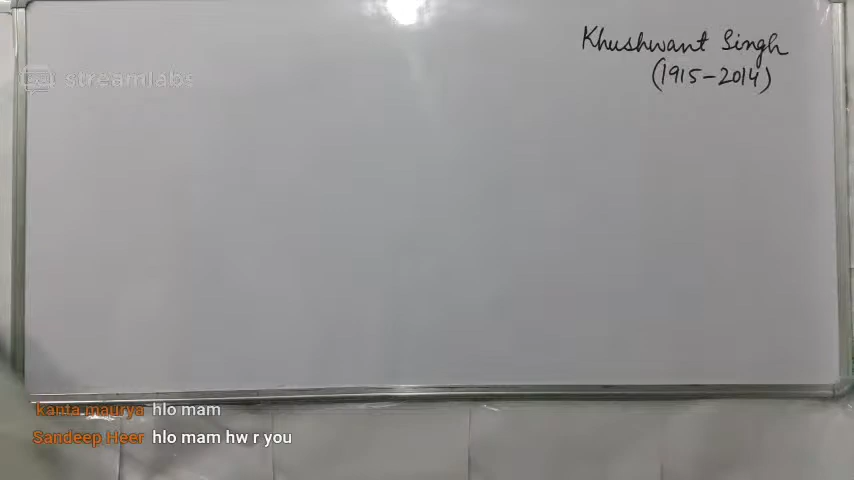 Khushwant Singh
(1915-2014)
streamlabs
kanta maurya hlo mam
Sandeep Heer hlo mam hw r you